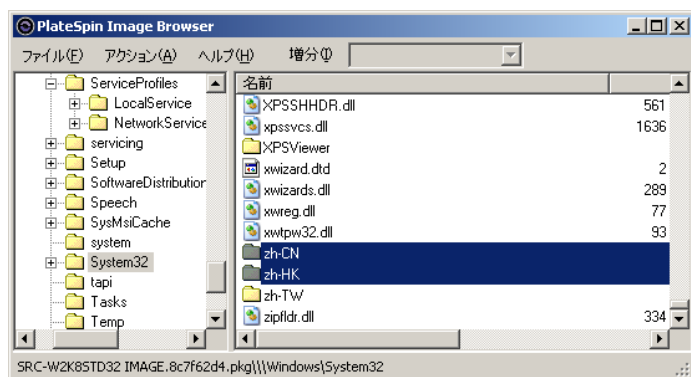 PlateSpin Image Browser
ファイル(F) アクション(A) ヘルプ(H) 増分(I)
ServiceProfiles
LocalService
NetworkService
servicing
Setup
SoftwareDistribution
Speech
SysMsiCache
system
System32
tapi
Tasks
Temp
名前
XPSSHHDR.dll 561
xpssvcs.dll 1636
XPSViewer
xwizard.dtd 2
xwizards.dll 289
xwreg.dll 77
xwtpw32.dll 93
zh-CN
zh-HK
zh-TW
zipfldr.dll 334
SRC-W2K8STD32 IMAGE.8c7f62d4.pkg\\\Windows\System32